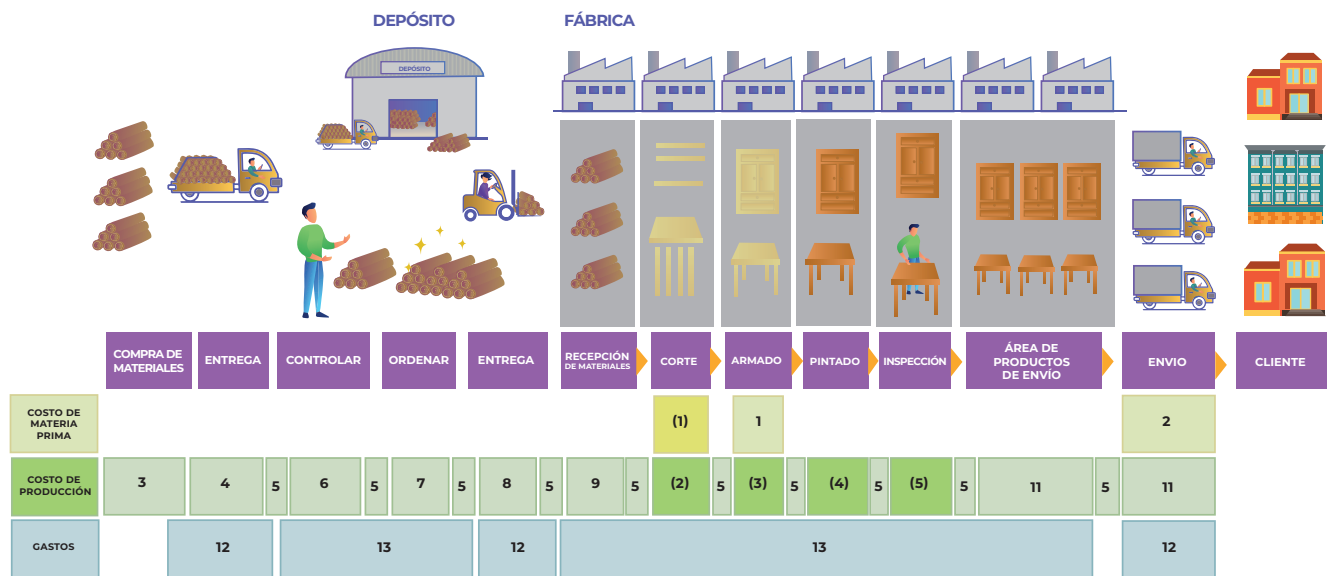 DEPÓSITO
FÁBRICA
DEPÓSITO
COMPRA DE
MATERIALES
ENTREGA
CONTROLAR
ORDENAR
ENTREGA
RECEPCIÓN
DE MATERIALES
CORTE
ARMADO
PINTADO
INSPECCIÓN
ÁREA DE
PRODUCTOS
DE ENVÍO
ENVIO
CLIENTE
COSTO DE
MATERIA
PRIMA
(1)
1
2
COSTO DE
PRODUCCIÓN
3
4
5
6
5
7
5
8
5
9
5
(2)
5
(3)
5
(4)
5
(5)
5
11
5
11
GASTOS
12
13
12
13
12